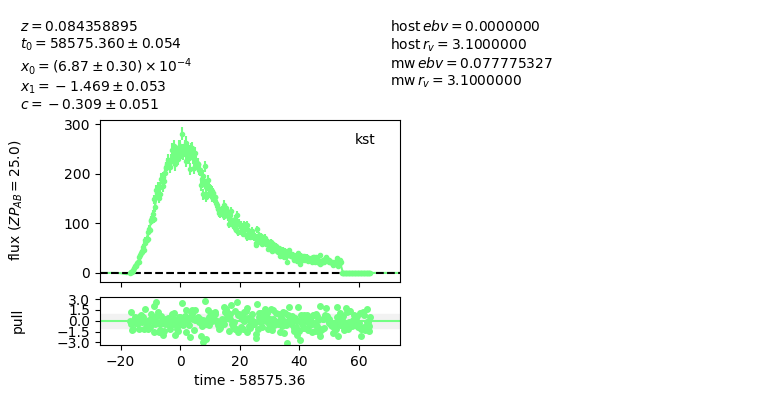 z = 0.084358895
t₀ = 58575.360 ± 0.054
x₀ = (6.87 ± 0.30) × 10⁻⁴
x₁ = −1.469 ± 0.053
c = −0.309 ± 0.051
host ebv = 0.0000000
host r_v = 3.1000000
mw ebv = 0.077775327
mw r_v = 3.1000000
kst
flux (ZP_AB = 25.0)
300
200
100
0
pull
3.0
1.5
0.0
−1.5
−3.0
−20 0 20 40 60
time - 58575.36